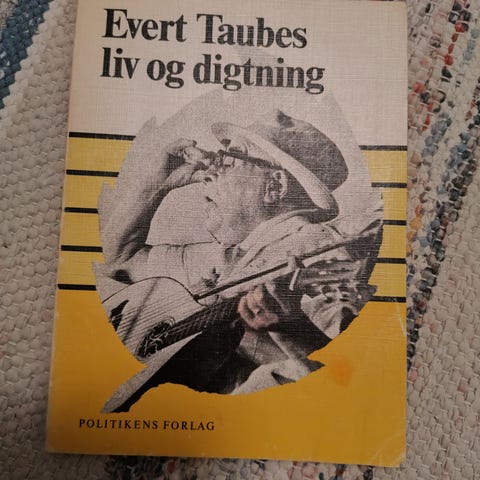 Evert Taubes
liv og digtning
POLITIKENS FORLAG